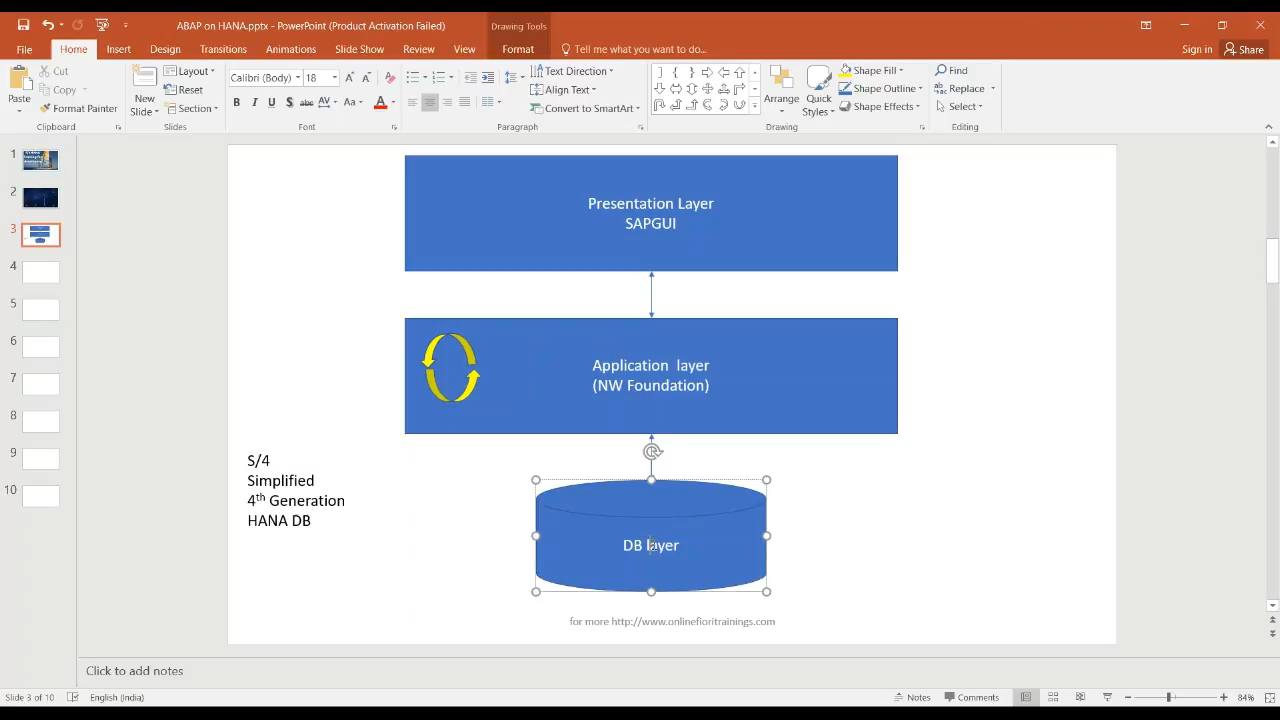 ABAP on HANA.pptx - PowerPoint (Product Activation Failed)
Drawing Tools
File Home Insert Design Transitions Animations Slide Show Review View Format Tell me what you want to do... Sign in Share
Paste
Cut
Copy
Format Painter
Clipboard
New Slide
Layout
Reset
Section
Slides
Calibri (Body) 18
Font
Text Direction
Align Text
Convert to SmartArt
Paragraph
Arrange
Quick Styles
Shape Fill
Shape Outline
Shape Effects
Drawing
Find
Replace
Select
Editing
1
2
3
4
5
6
7
8
9
10
Presentation Layer
SAPGUI
Application layer
(NW Foundation)
S/4
Simplified
4th Generation
HANA DB
DB layer
for more http://www.onlinefioritrainings.com
Click to add notes
Slide 3 of 10 English (India) Notes Comments 84%